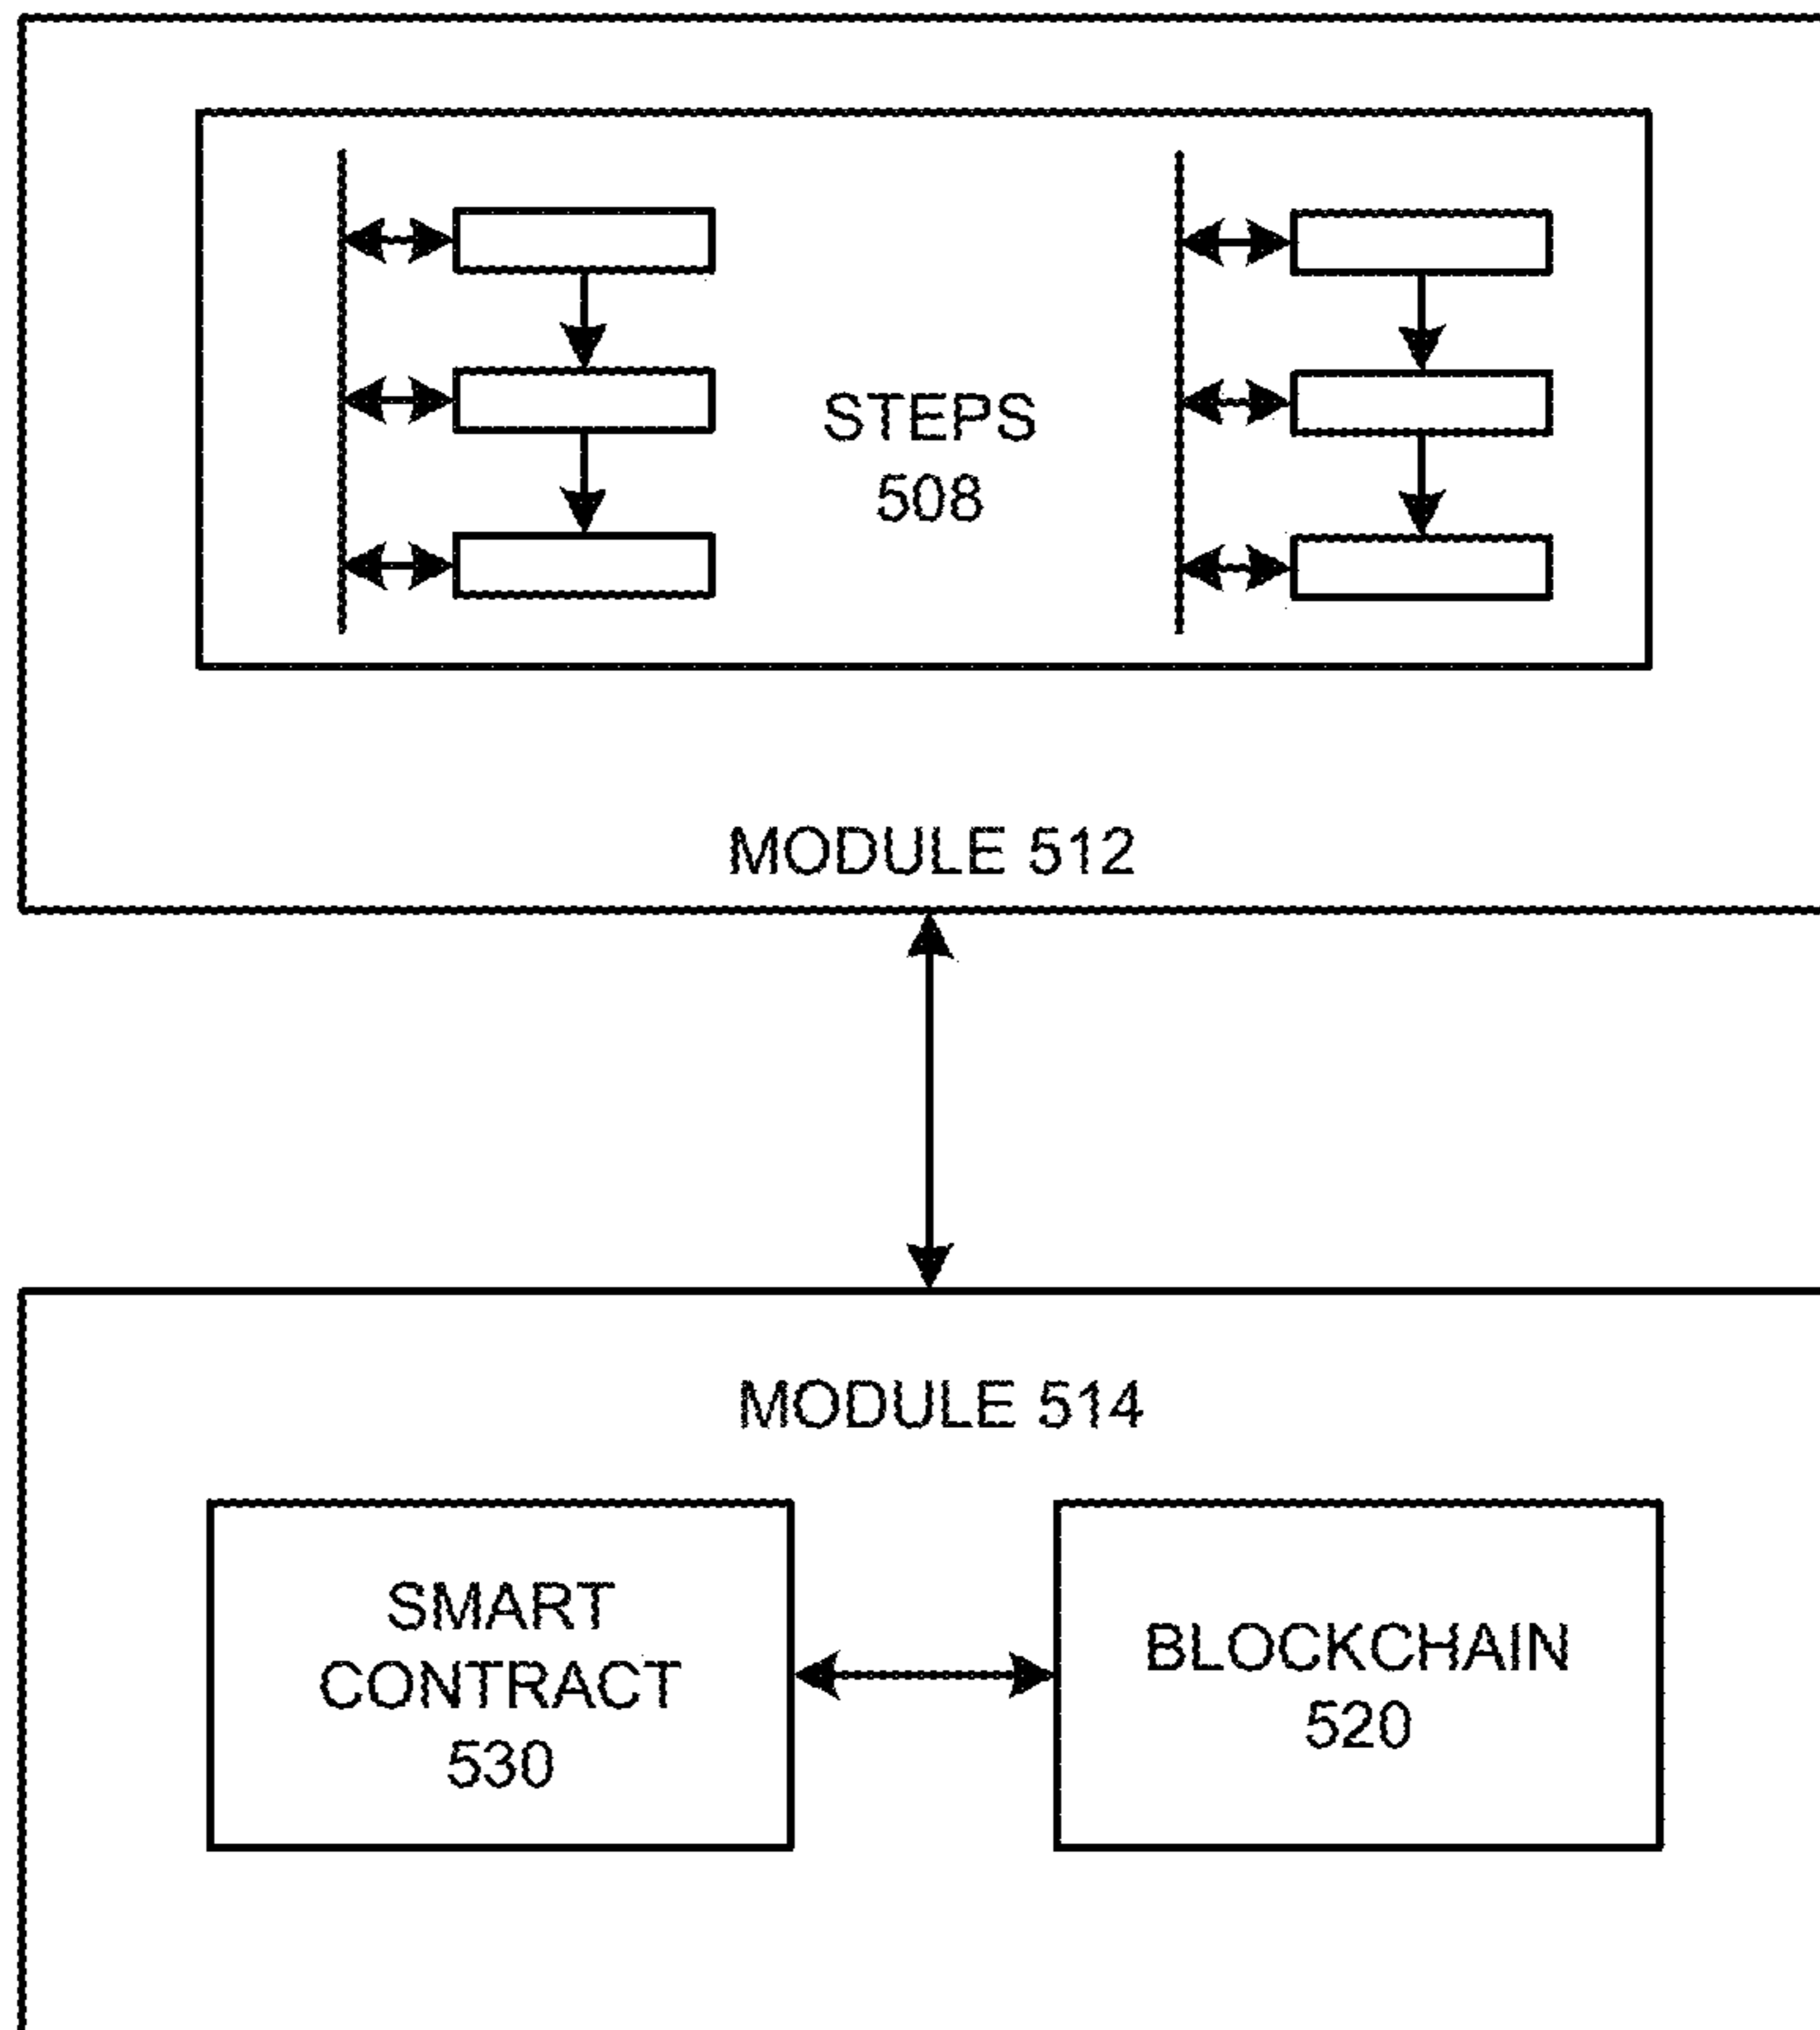 STEPS
508
MODULE 512
MODULE 514
SMART
CONTRACT
530
BLOCKCHAIN
520